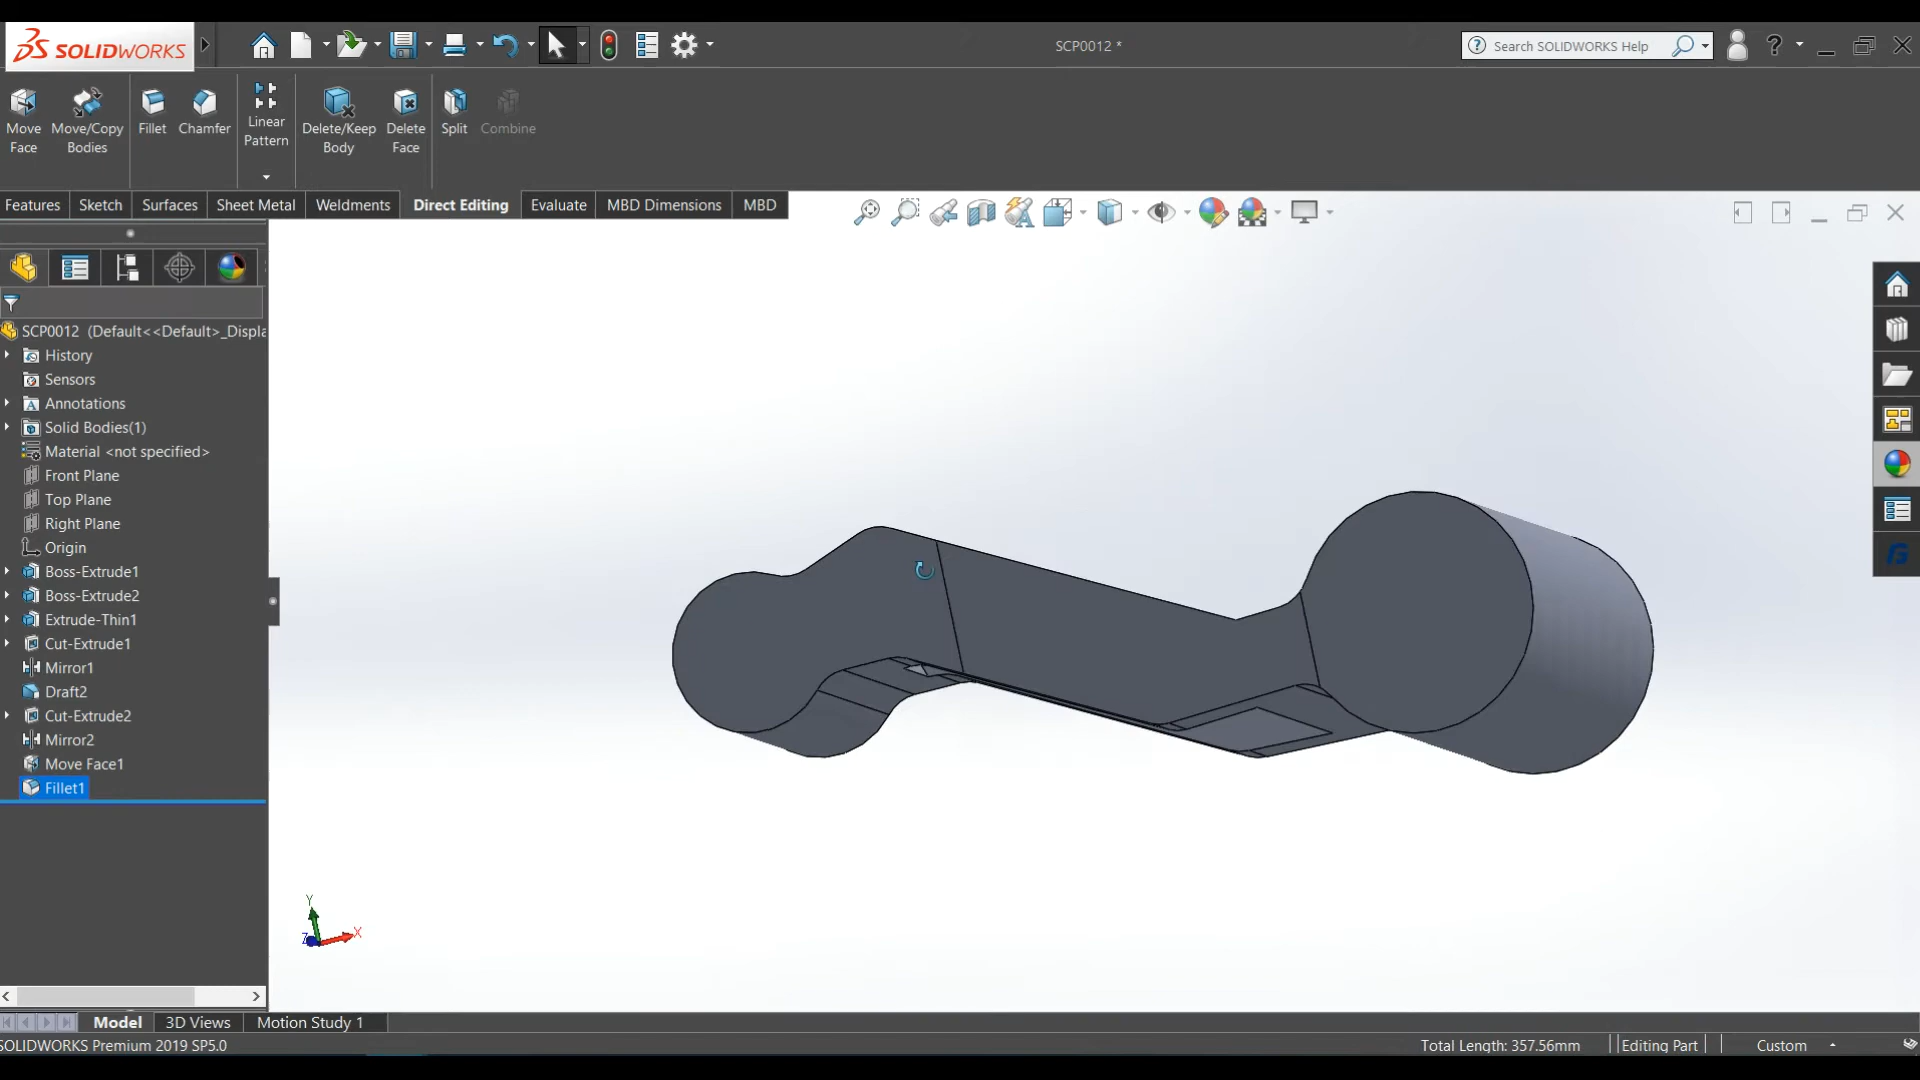 SOLIDWORKS
SCP0012 *
Search SOLIDWORKS Help
Move Face
Move/Copy Bodies
Fillet
Chamfer
Linear Pattern
Delete/Keep Body
Delete Face
Split
Combine
Features
Sketch
Surfaces
Sheet Metal
Weldments
Direct Editing
Evaluate
MBD Dimensions
MBD
SCP0012 (Default<<Default>_Displa
History
Sensors
Annotations
Solid Bodies(1)
Material <not specified>
Front Plane
Top Plane
Right Plane
Origin
Boss-Extrude1
Boss-Extrude2
Extrude-Thin1
Cut-Extrude1
Mirror1
Draft2
Cut-Extrude2
Mirror2
Move Face1
Fillet1
Y
Z
X
Model
3D Views
Motion Study 1
SOLIDWORKS Premium 2019 SP5.0
Total Length: 357.56mm
Editing Part
Custom